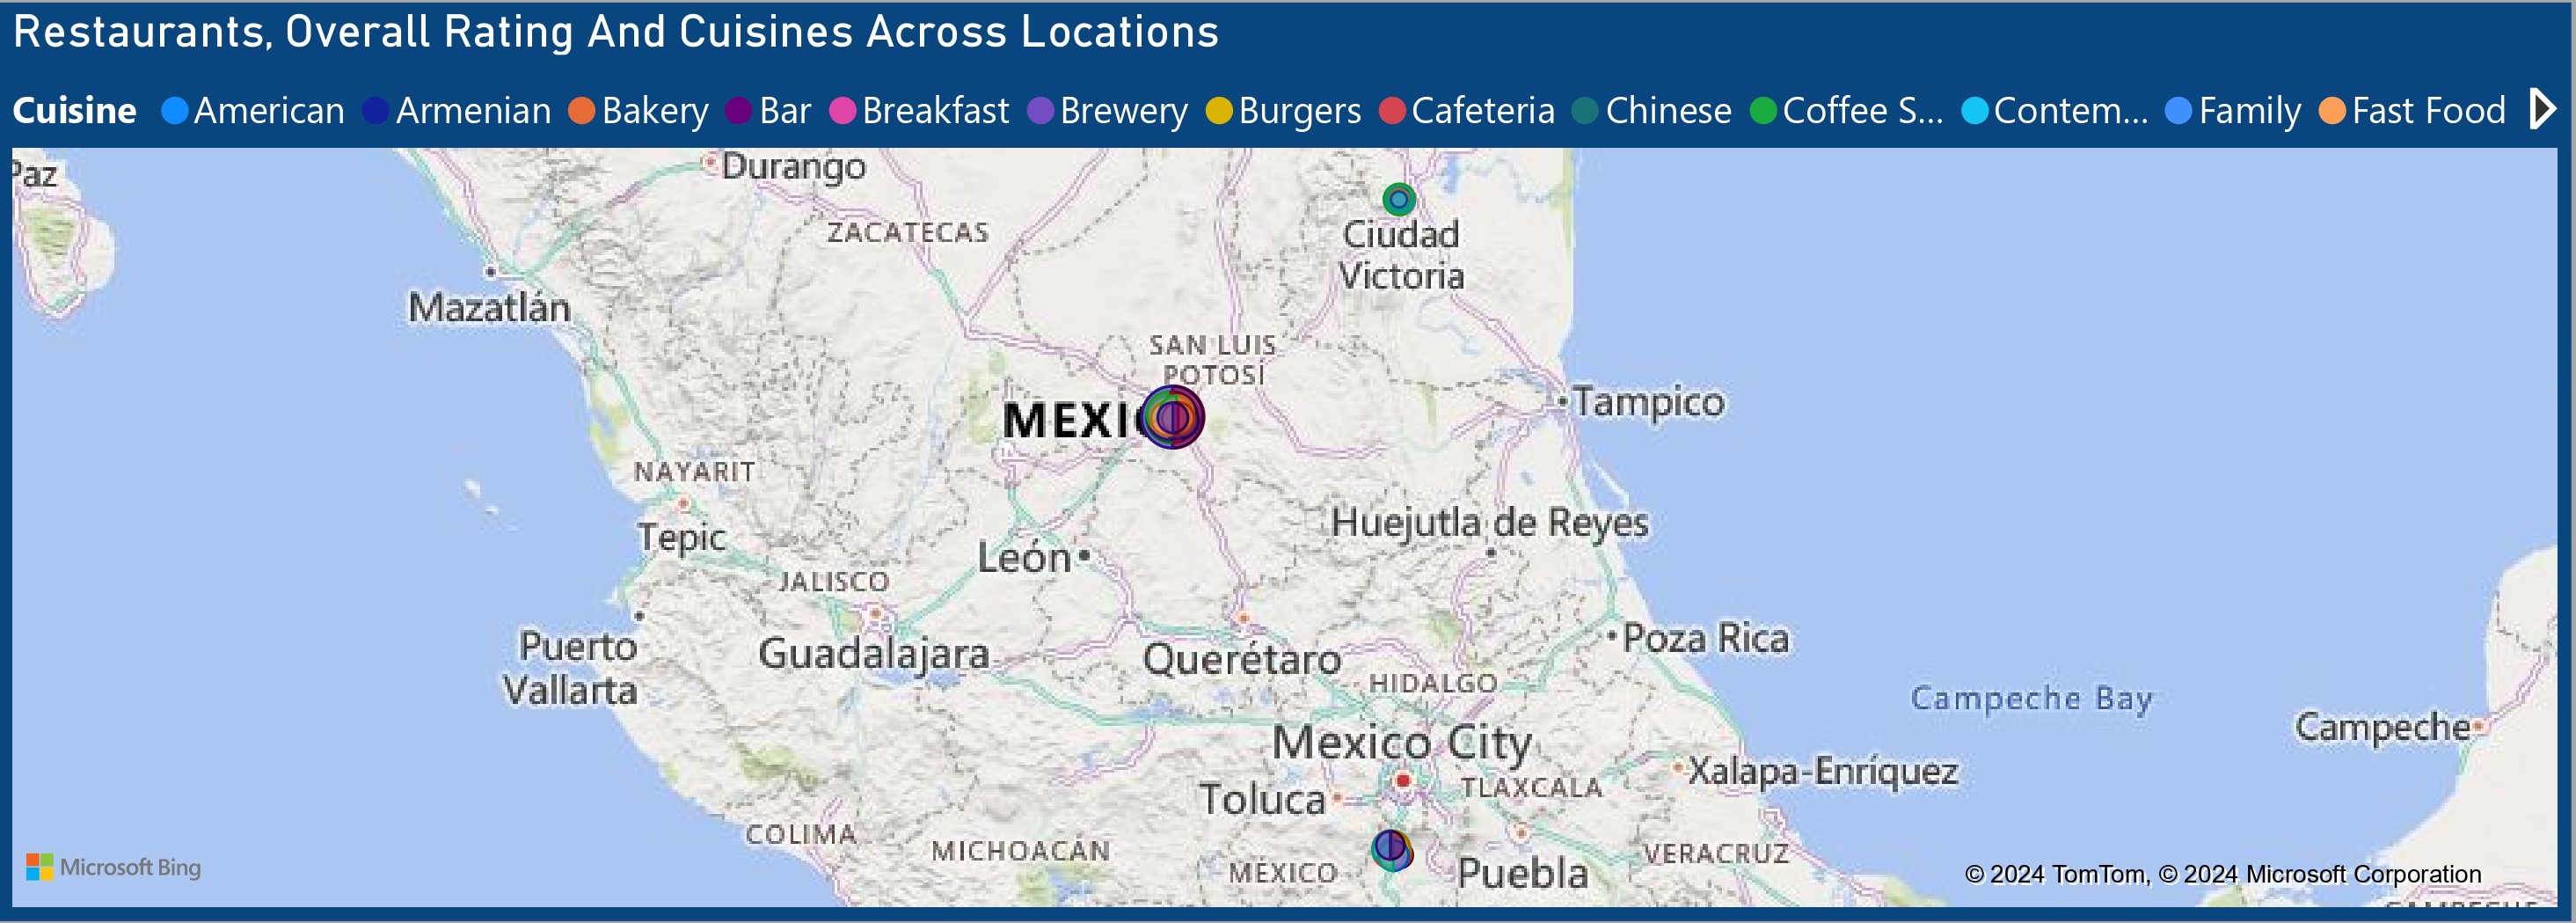 Restaurants, Overall Rating And Cuisines Across Locations
Cuisine American Armenian Bakery Bar Breakfast Brewery Burgers Cafeteria Chinese Coffee S... Contem... Family Fast Food
Paz
Durango
ZACATECAS
Ciudad
Victoria
Mazatlán
SAN LUIS
POTOSÍ
MEXI
Tampico
NAYARIT
Tepic
Huejutla de Reyes
León
JALISCO
Puerto
Vallarta
Guadalajara
Querétaro
Poza Rica
HIDALGO
Campeche Bay
Campeche
Mexico City
Toluca
TLAXCALA
Xalapa-Enríquez
COLIMA
MICHOACÁN
MÉXICO
Puebla
VERACRUZ
Microsoft Bing
© 2024 TomTom, © 2024 Microsoft Corporation